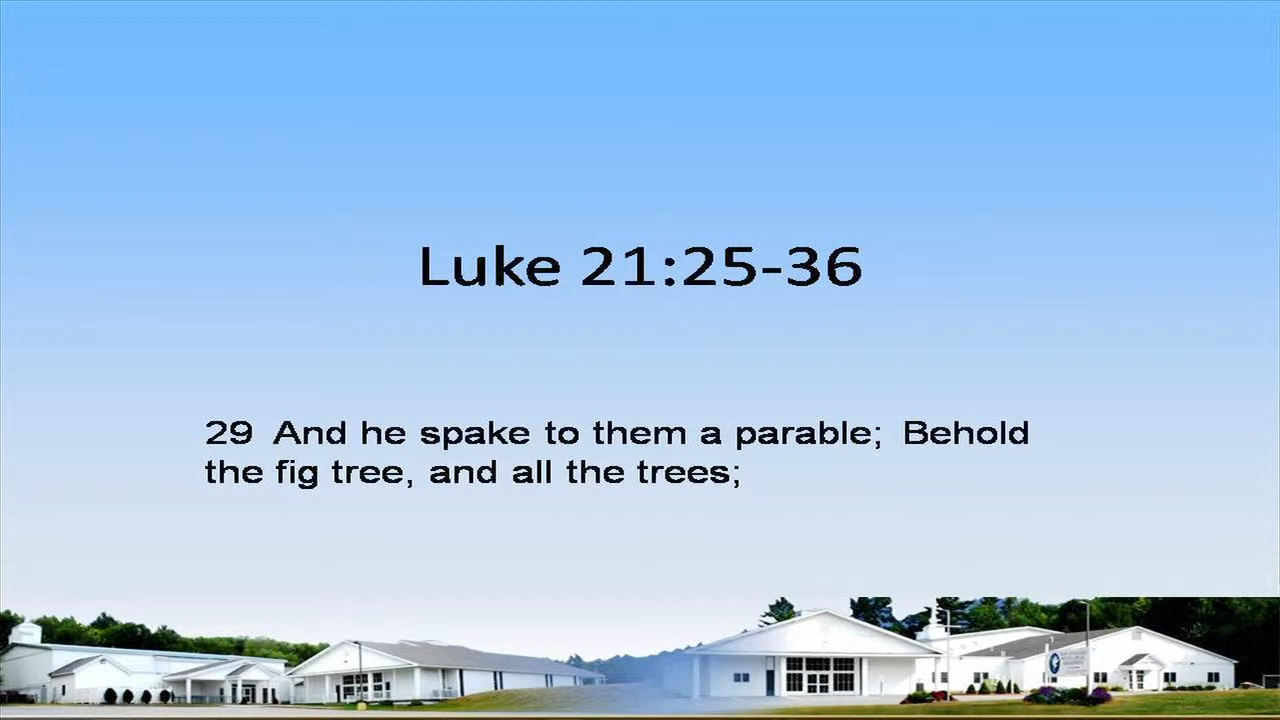 Luke 21:25-36
29 And he spake to them a parable; Behold
the fig tree, and all the trees;